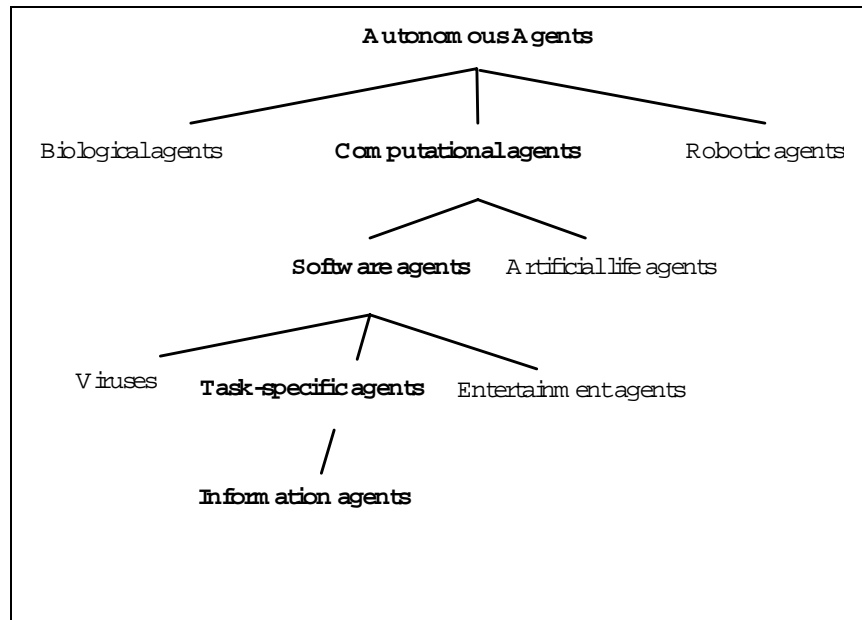 Autonomous Agents
Biological agents Computational agents Robotic agents
Software agents Artificial life agents
Viruses Task-specific agents Entertainment agents
Information agents